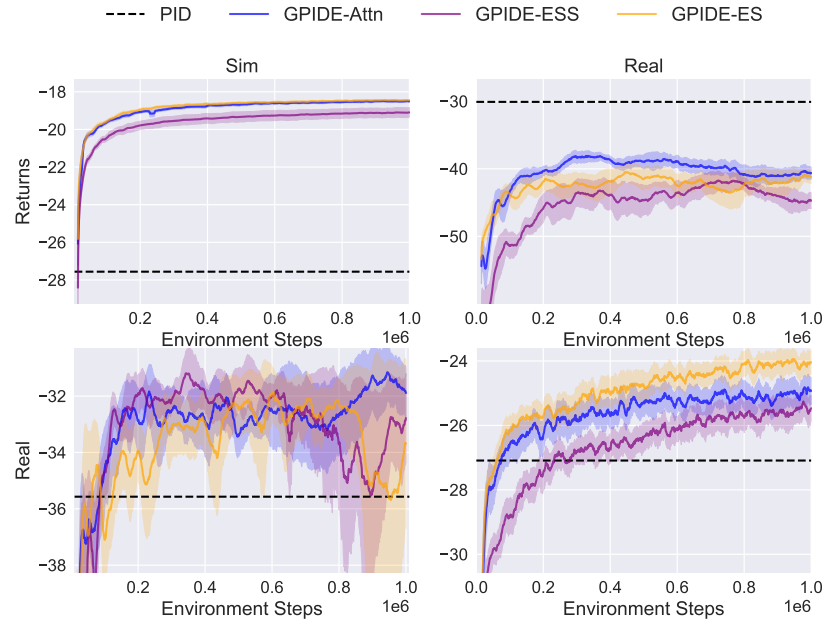 PID GPIDE-Attn GPIDE-ESS GPIDE-ES
Sim Real
Returns
−18
−20
−22
−24
−26
−28
0.2 0.4 0.6 0.8 1.0
Environment Steps 1e6
−30
−40
−50
0.0 0.2 0.4 0.6 0.8 1.0
Environment Steps 1e6
Real
−32
−33
−35
−36
−38
0.2 0.4 0.6 0.8 1.0
Environment Steps 1e6
−24
−26
−28
−30
0.0 0.2 0.4 0.6 0.8 1.0
Environment Steps 1e6